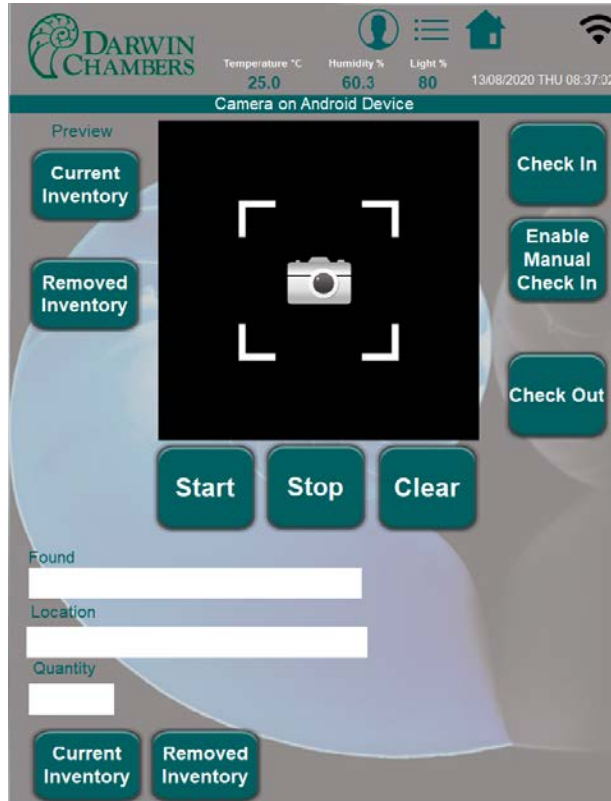 DARWIN
CHAMBERS
Temperature °C Humidity % Light %
25.0 60.3 80 13/08/2020 THU 08:37:02
Camera on Android Device
Preview
Current
Inventory
Removed
Inventory
Check In
Enable
Manual
Check In
Check Out
Start Stop Clear
Found
Location
Quantity
Current
Inventory
Removed
Inventory